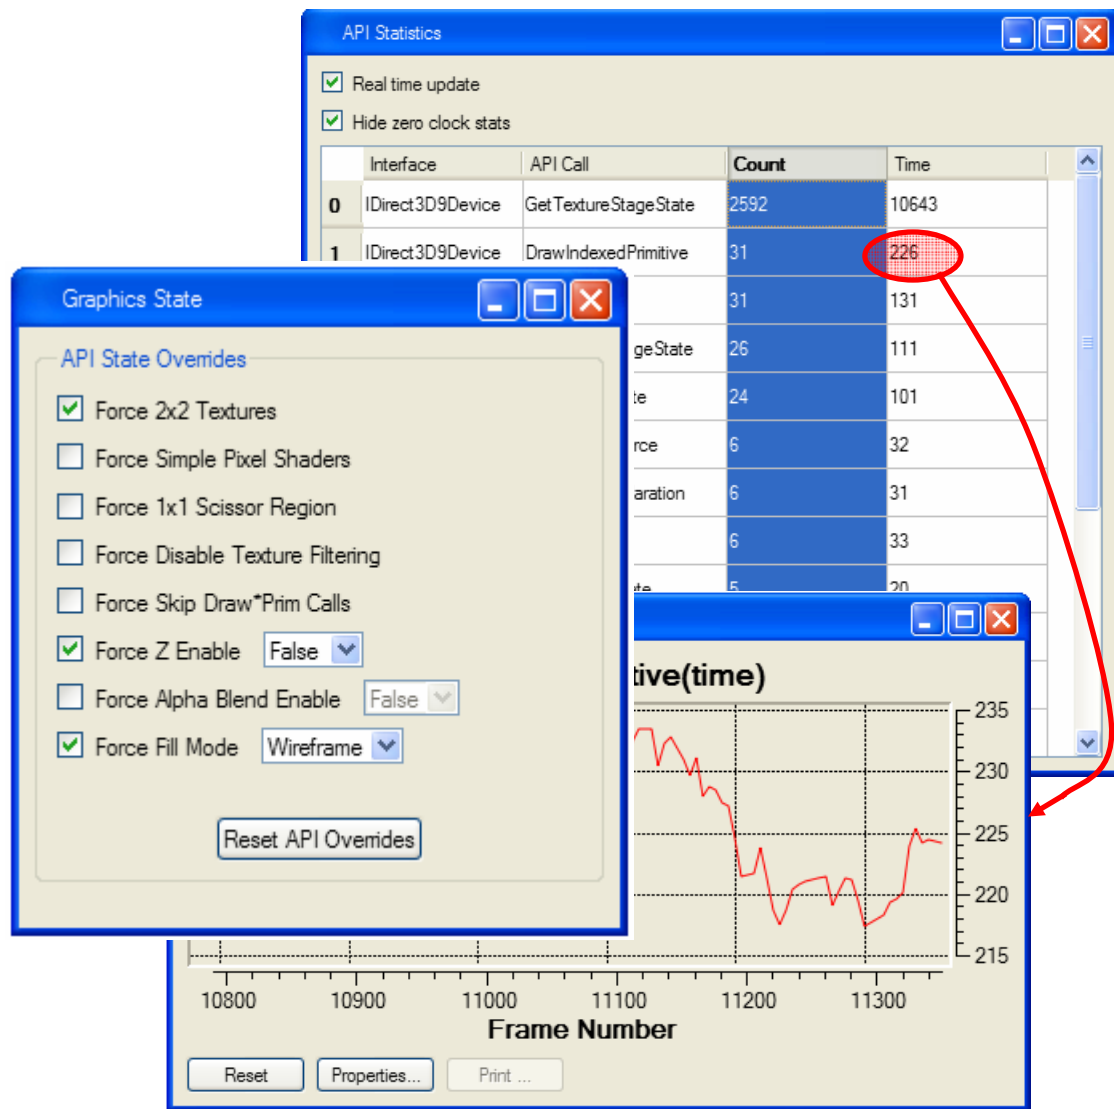 API Statistics
Real time update
Hide zero clock stats
Interface API Call Count Time
0 IDirect3D9Device GetTextureStageState 2592 10643
1 IDirect3D9Device DrawIndexedPrimitive 31 226
31 131
geState 26 111
te 24 101
rce 6 32
aration 6 31
6 33
5 20
Graphics State
API State Overrides
Force 2x2 Textures
Force Simple Pixel Shaders
Force 1x1 Scissor Region
Force Disable Texture Filtering
Force Skip Draw*Prim Calls
Force Z Enable False
Force Alpha Blend Enable False
Force Fill Mode Wireframe
Reset API Overrides
tive(time)
235
230
225
220
215
10800 10900 11000 11100 11200 11300
Frame Number
Reset Properties... Print ...